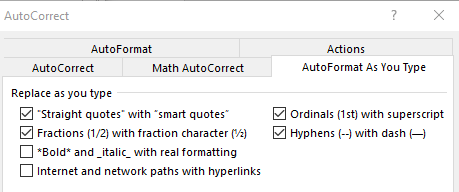 AutoCorrect ? ×
AutoFormat Actions
AutoCorrect Math AutoCorrect AutoFormat As You Type
Replace as you type
"Straight quotes" with “smart quotes” Ordinals (1st) with superscript
Fractions (1/2) with fraction character (½) Hyphens (--) with dash (—)
*Bold* and _italic_ with real formatting
Internet and network paths with hyperlinks